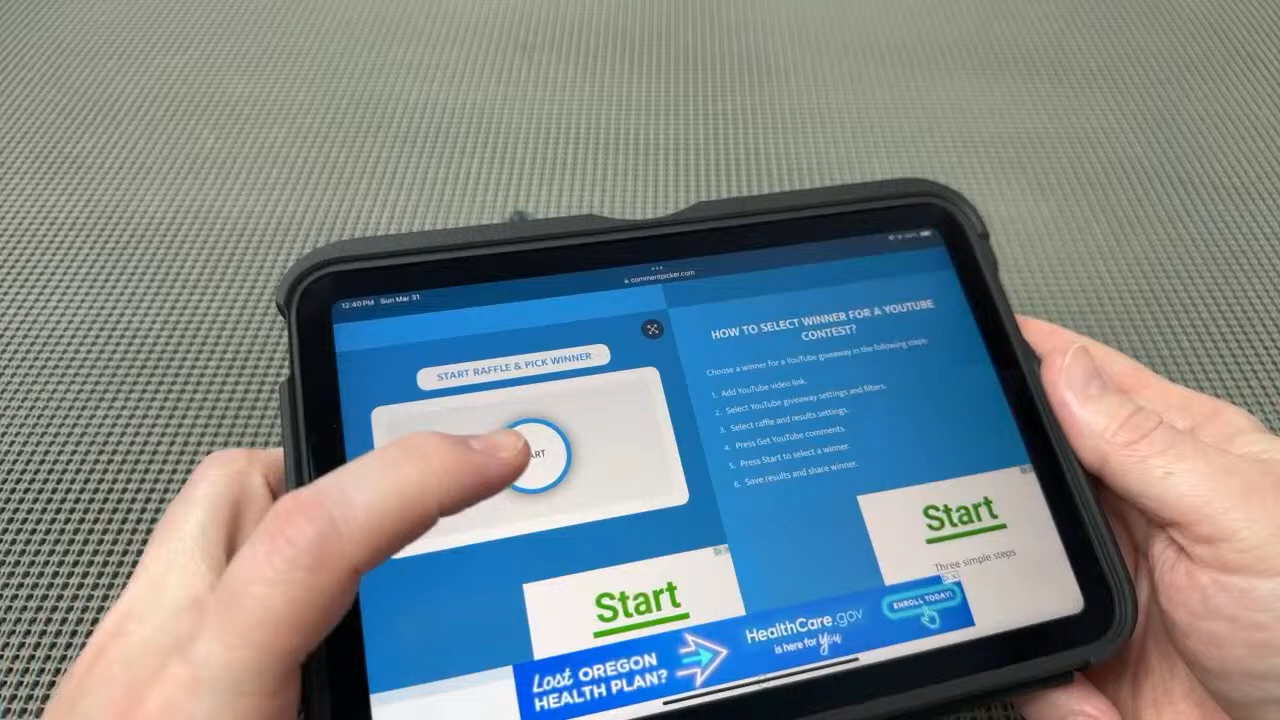 12:40 PM Sun Mar 31
commentpicker.com
START RAFFLE & PICK WINNER
ART
HOW TO SELECT WINNER FOR A YOUTUBE
CONTEST?
Choose a winner for a YouTube giveaway in the following steps:
1. Add YouTube video link.
2. Select YouTube giveaway settings and filters.
3. Select raffle and results settings.
4. Press Get YouTube comments.
5. Press Start to select a winner.
6. Save results and share winner.
Start
Three simple steps
Start
Lost OREGON
HEALTH PLAN?
HealthCare.gov
is here for You
ENROLL TODAY!